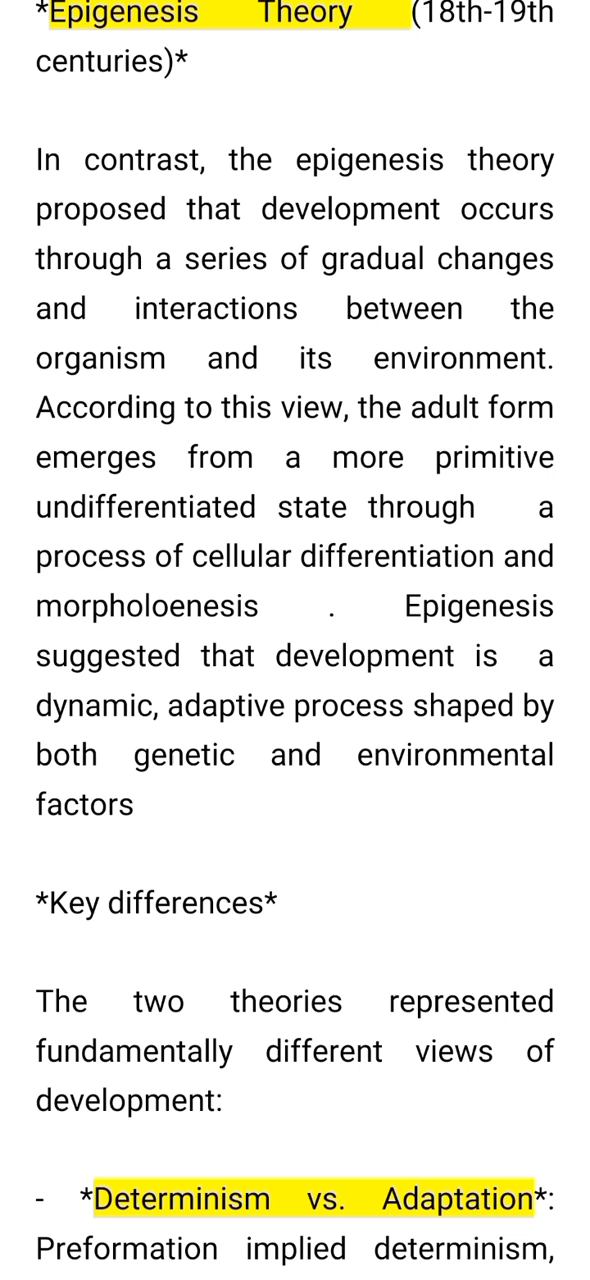 *Epigenesis Theory (18th-19th
centuries)*
In contrast, the epigenesis theory
proposed that development occurs
through a series of gradual changes
and interactions between the
organism and its environment.
According to this view, the adult form
emerges from a more primitive
undifferentiated state through a
process of cellular differentiation and
morpholoenesis . Epigenesis
suggested that development is a
dynamic, adaptive process shaped by
both genetic and environmental
factors
*Key differences*
The two theories represented
fundamentally different views of
development:
- *Determinism vs. Adaptation*:
Preformation implied determinism,